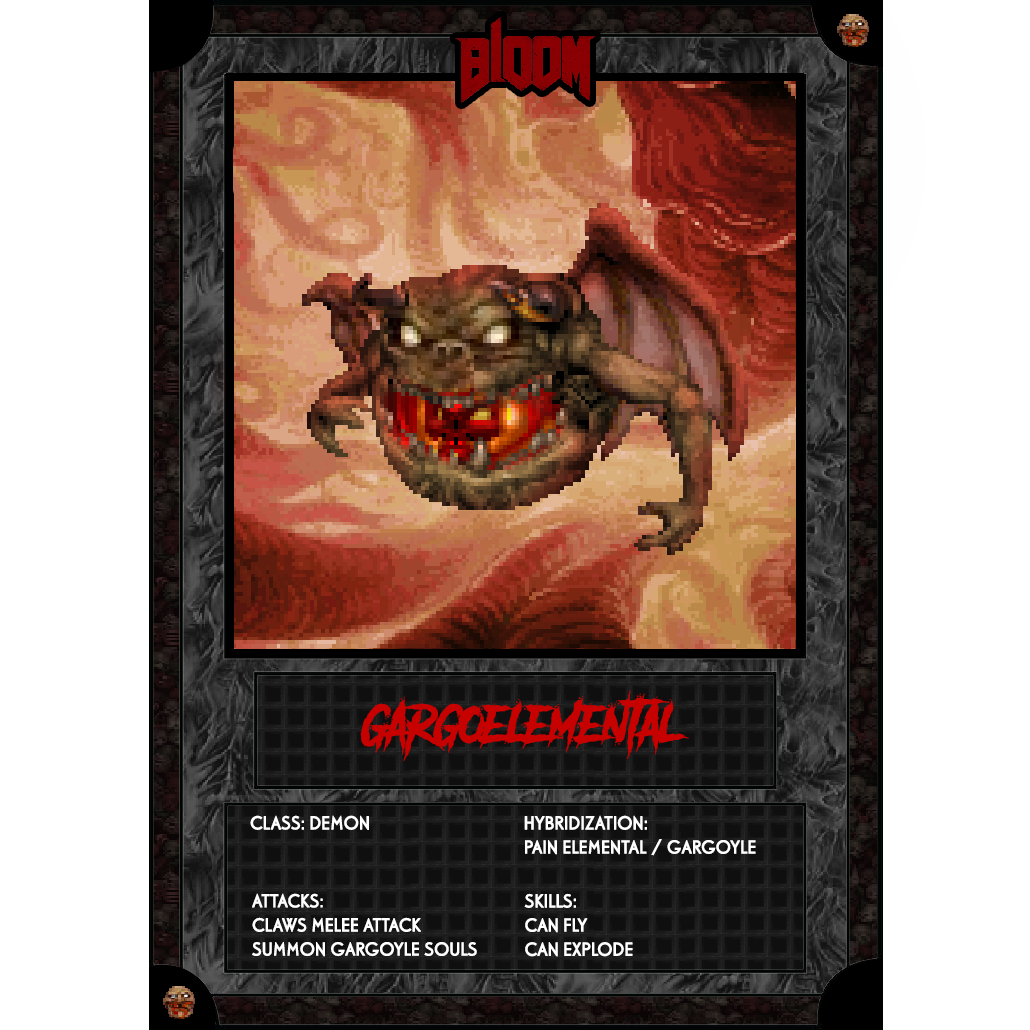 BLOOM
GARGOELEMENTAL
CLASS: DEMON
HYBRIDIZATION:
PAIN ELEMENTAL / GARGOYLE
ATTACKS:
CLAWS MELEE ATTACK
SUMMON GARGOYLE SOULS
SKILLS:
CAN FLY
CAN EXPLODE